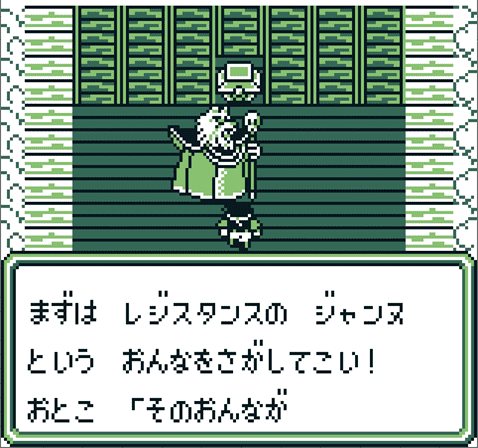 まずは　レジスタンスの　ジャンヌ
という　おんなをさがしてこい！
おとこ　「そのおんなが